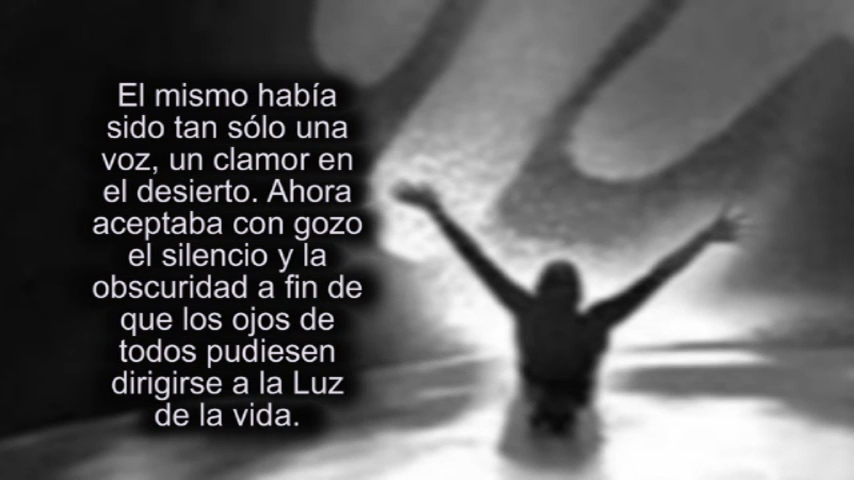 El mismo había
sido tan sólo una
voz, un clamor en
el desierto. Ahora
aceptaba con gozo
el silencio y la
obscuridad a fin de
que los ojos de
todos pudiesen
dirigirse a la Luz
de la vida.